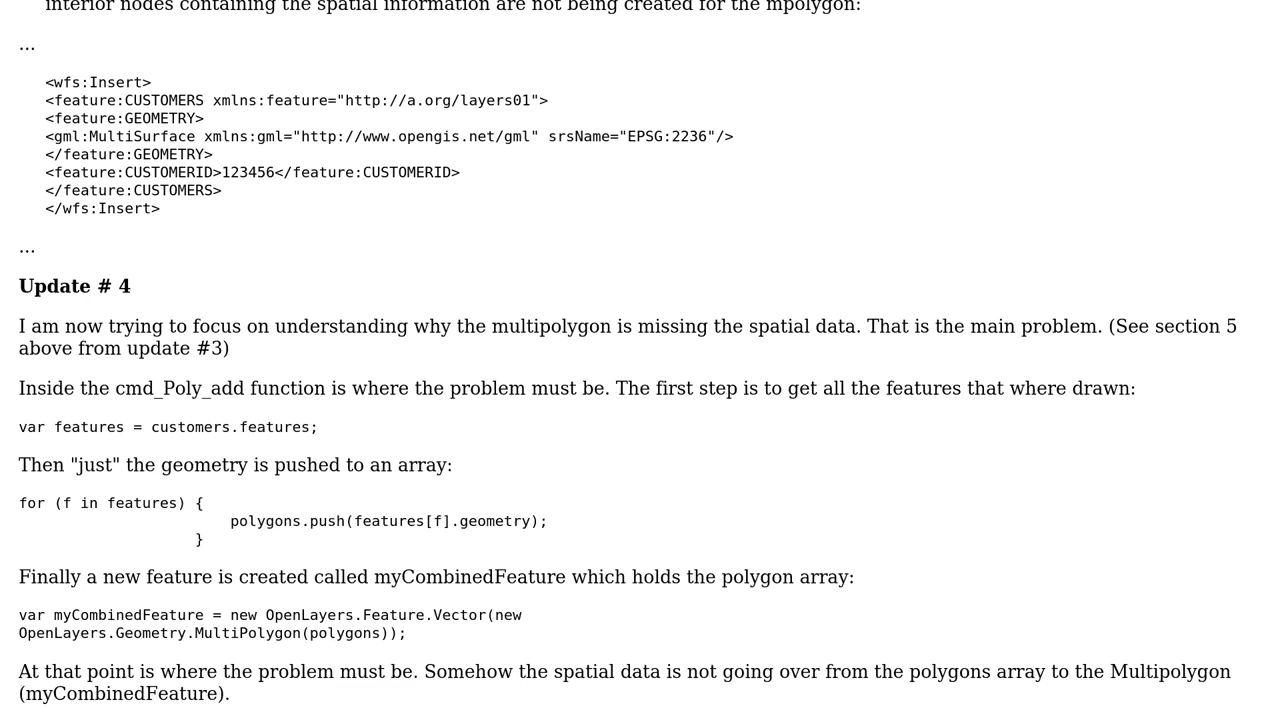 interior nodes containing the spatial information are not being created for the mpolygon:
...
<wfs:Insert>
<feature:CUSTOMERS xmlns:feature="http://a.org/layers01">
<feature:GEOMETRY>
<gml:MultiSurface xmlns:gml="http://www.opengis.net/gml" srsName="EPSG:2236"/>
</feature:GEOMETRY>
<feature:CUSTOMERID>123456</feature:CUSTOMERID>
</feature:CUSTOMERS>
</wfs:Insert>
...
Update # 4
I am now trying to focus on understanding why the multipolygon is missing the spatial data. That is the main problem. (See section 5
above from update #3)
Inside the cmd_Poly_add function is where the problem must be. The first step is to get all the features that where drawn:
var features = customers.features;
Then "just" the geometry is pushed to an array:
for (f in features) {
polygons.push(features[f].geometry);
}
Finally a new feature is created called myCombinedFeature which holds the polygon array:
var myCombinedFeature = new OpenLayers.Feature.Vector(new
OpenLayers.Geometry.MultiPolygon(polygons));
At that point is where the problem must be. Somehow the spatial data is not going over from the polygons array to the Multipolygon
(myCombinedFeature).